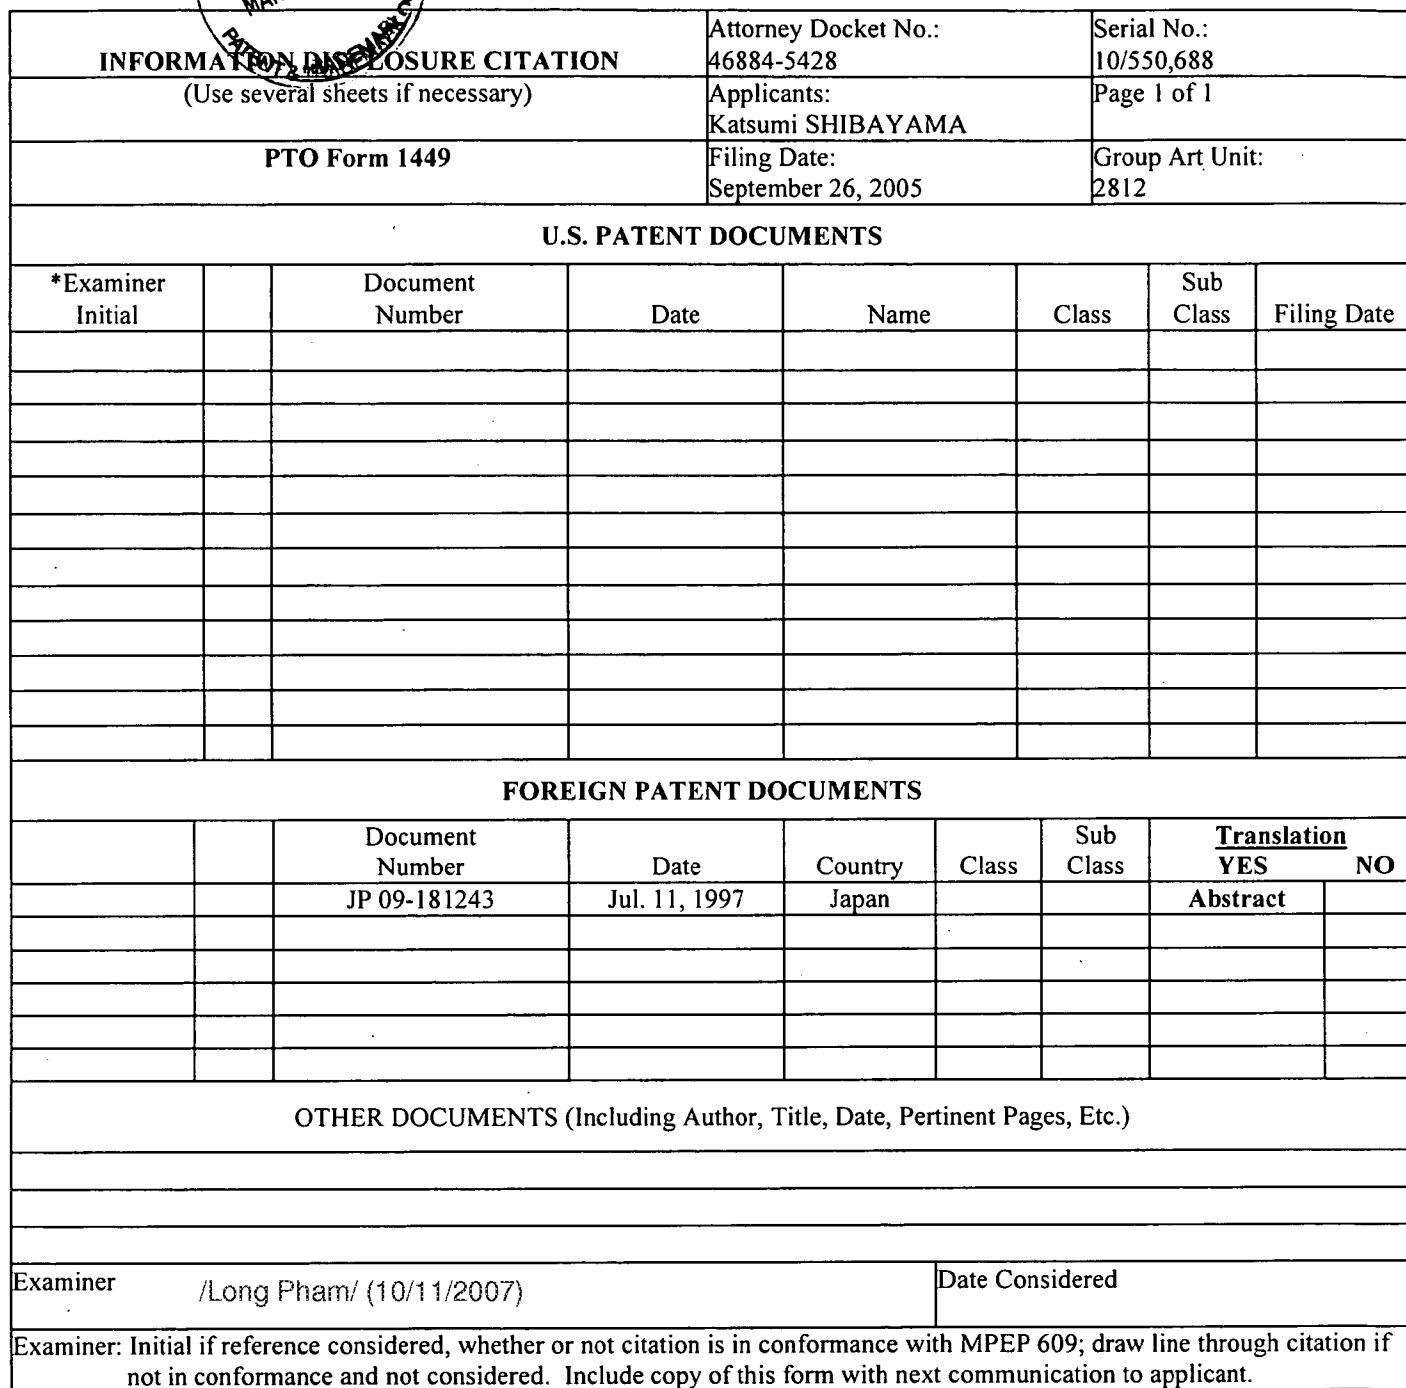 PATENT & TRADEMARK
Attorney Docket No.: Serial No.:
INFORMATION DISCLOSURE CITATION 46884-5428 10/550,688
(Use several sheets if necessary) Applicants: Page 1 of 1
Katsumi SHIBAYAMA
PTO Form 1449 Filing Date: Group Art Unit:
September 26, 2005 2812
U.S. PATENT DOCUMENTS
*Examiner Document Sub
Initial Number Date Name Class Class Filing Date
FOREIGN PATENT DOCUMENTS
Document Sub Translation
Number Date Country Class Class YES NO
JP 09-181243 Jul. 11, 1997 Japan Abstract
OTHER DOCUMENTS (Including Author, Title, Date, Pertinent Pages, Etc.)
Examiner /Long Pham/ (10/11/2007) Date Considered
Examiner: Initial if reference considered, whether or not citation is in conformance with MPEP 609; draw line through citation if
not in conformance and not considered. Include copy of this form with next communication to applicant.